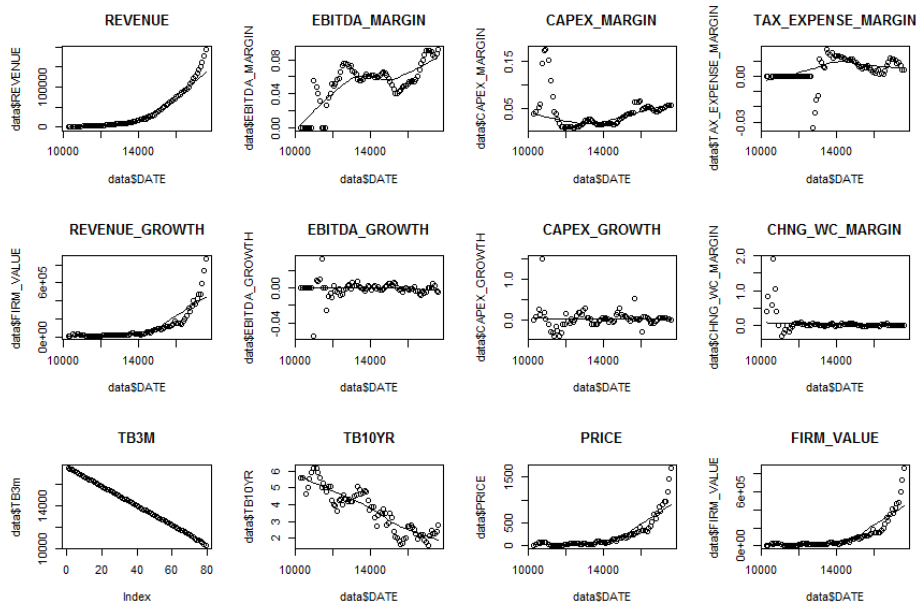 REVENUE EBITDA_MARGIN CAPEX_MARGIN TAX_EXPENSE_MARGIN
data$REVENUE
0 100000
10000 14000
data$DATE
data$EBITDA_MARGIN
0.00 0.04 0.08
10000 14000
data$DATE
data$CAPEX_MARGIN
0.05 0.15
10000 14000
data$DATE
data$TAX_EXPENSE_MARGIN
-0.03 0.00
10000 14000
data$DATE
REVENUE_GROWTH EBITDA_GROWTH CAPEX_GROWTH CHNG_WC_MARGIN
data$FIRM_VALUE
0e+00 6e+05
10000 14000
data$DATE
data$EBITDA_GROWTH
-0.04 0.00
10000 14000
data$DATE
data$CAPEX_GROWTH
0.0 1.0
10000 14000
data$DATE
data$CHNG_WC_MARGIN
0.0 1.0 2.0
10000 14000
data$DATE
TB3M TB10YR PRICE FIRM_VALUE
data$TB3m
10000 14000
0 20 40 60 80
Index
data$TB10YR
2 3 4 5 6
10000 14000
data$DATE
data$PRICE
0 500 1500
10000 14000
data$DATE
data$FIRM_VALUE
0e+00 6e+05
10000 14000
data$DATE